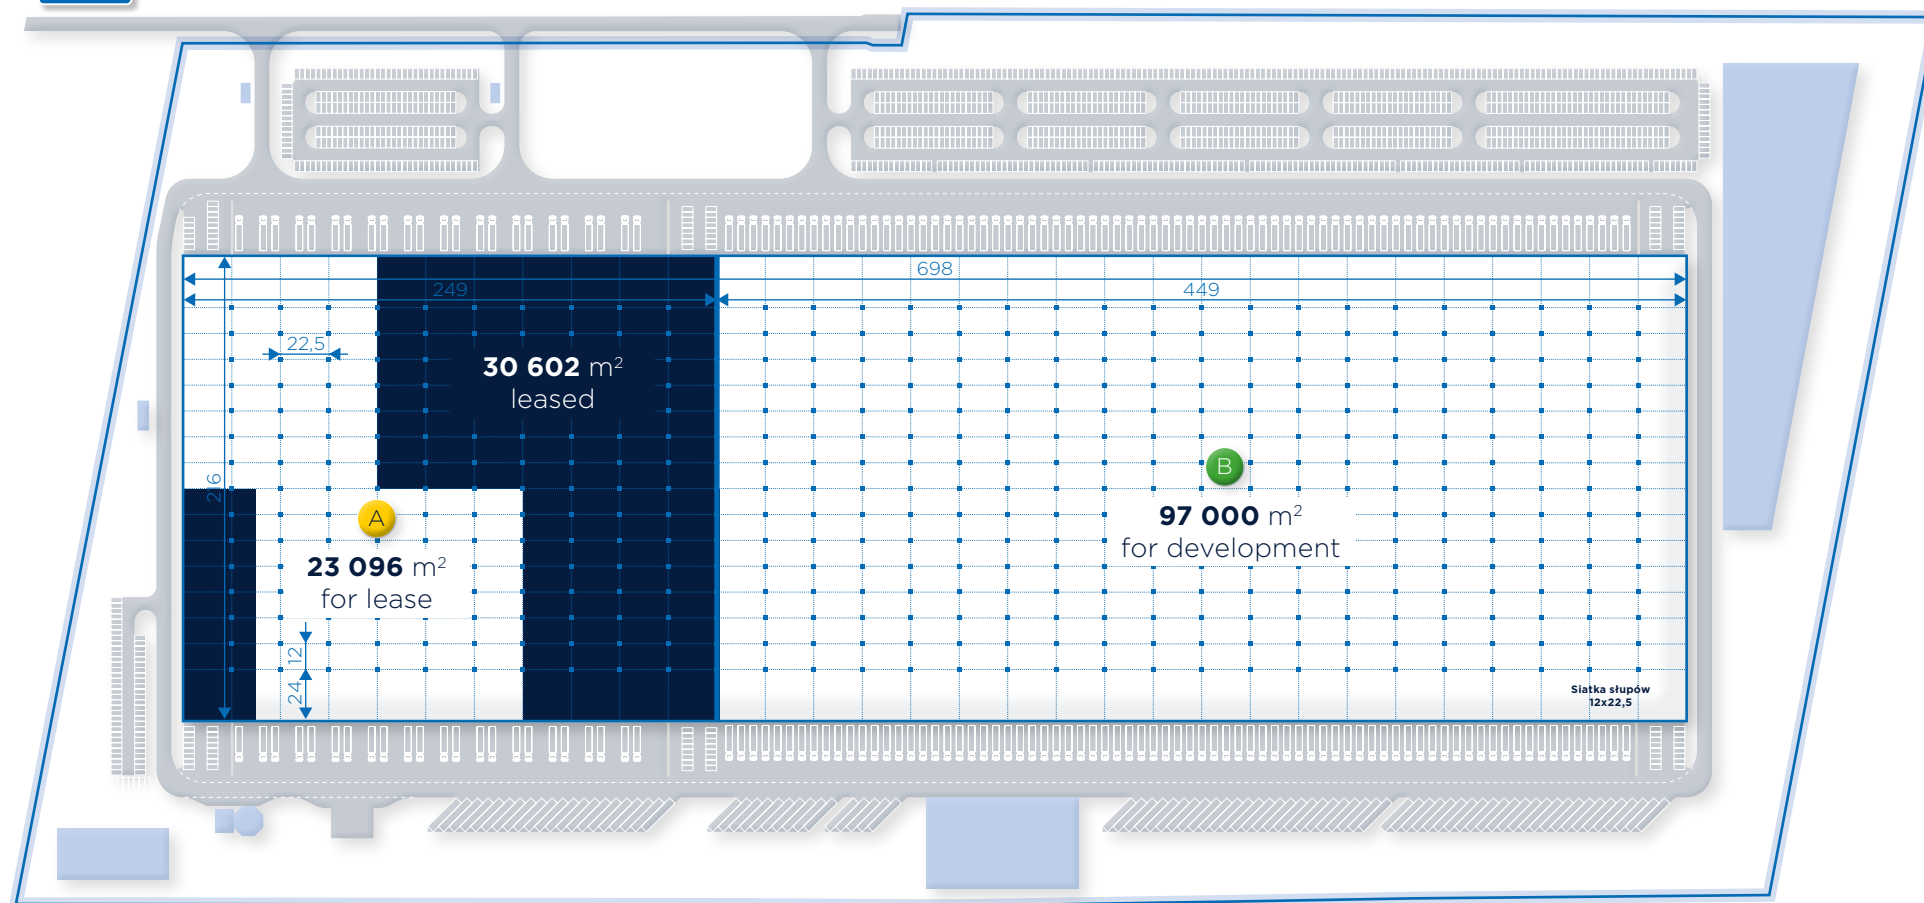 698
249
449
22,5
30 602 m²
leased
216
A
B
97 000 m²
for development
23 096 m²
for lease
12
24
Siatka słupów
12x22,5